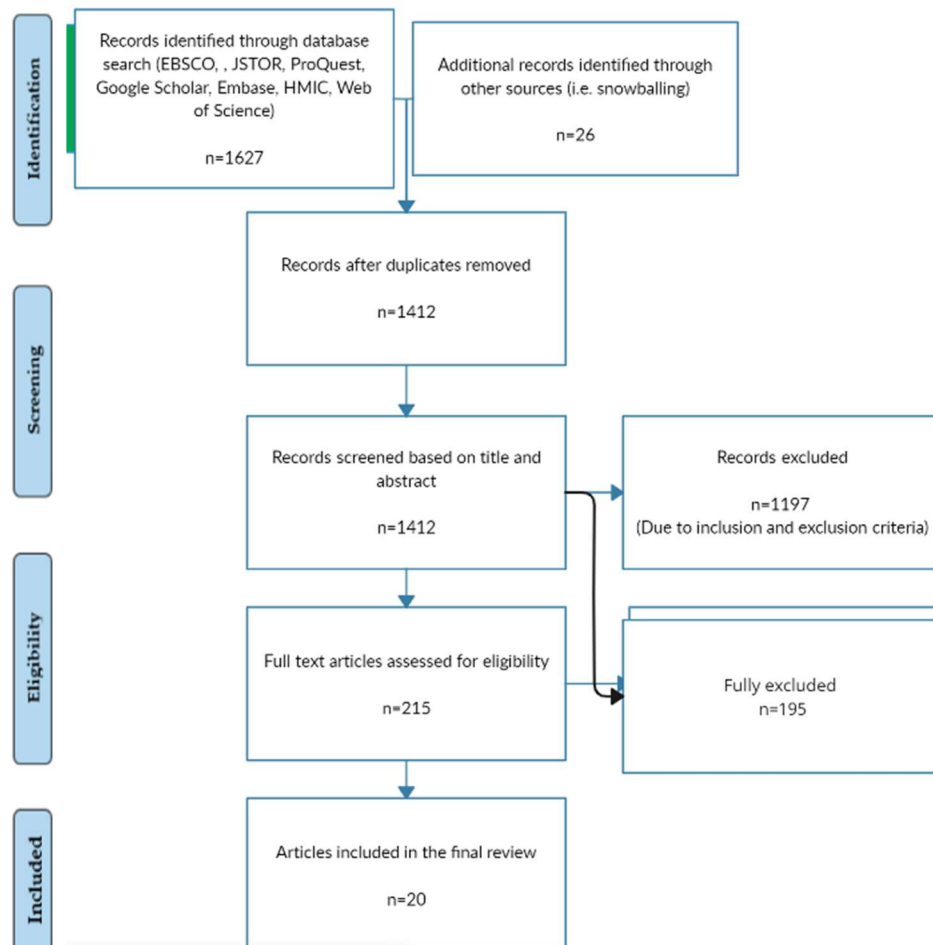 Identification
Records identified through database
search (EBSCO, , JSTOR, ProQuest,
Google Scholar, Embase, HMIC, Web
of Science)
n=1627
Additional records identified through
other sources (i.e. snowballing)
n=26
Records after duplicates removed
n=1412
Screening
Records screened based on title and
abstract
n=1412
Records excluded
n=1197
(Due to inclusion and exclusion criteria)
Eligibility
Full text articles assessed for eligibility
n=215
Fully excluded
n=195
Included
Articles included in the final review
n=20